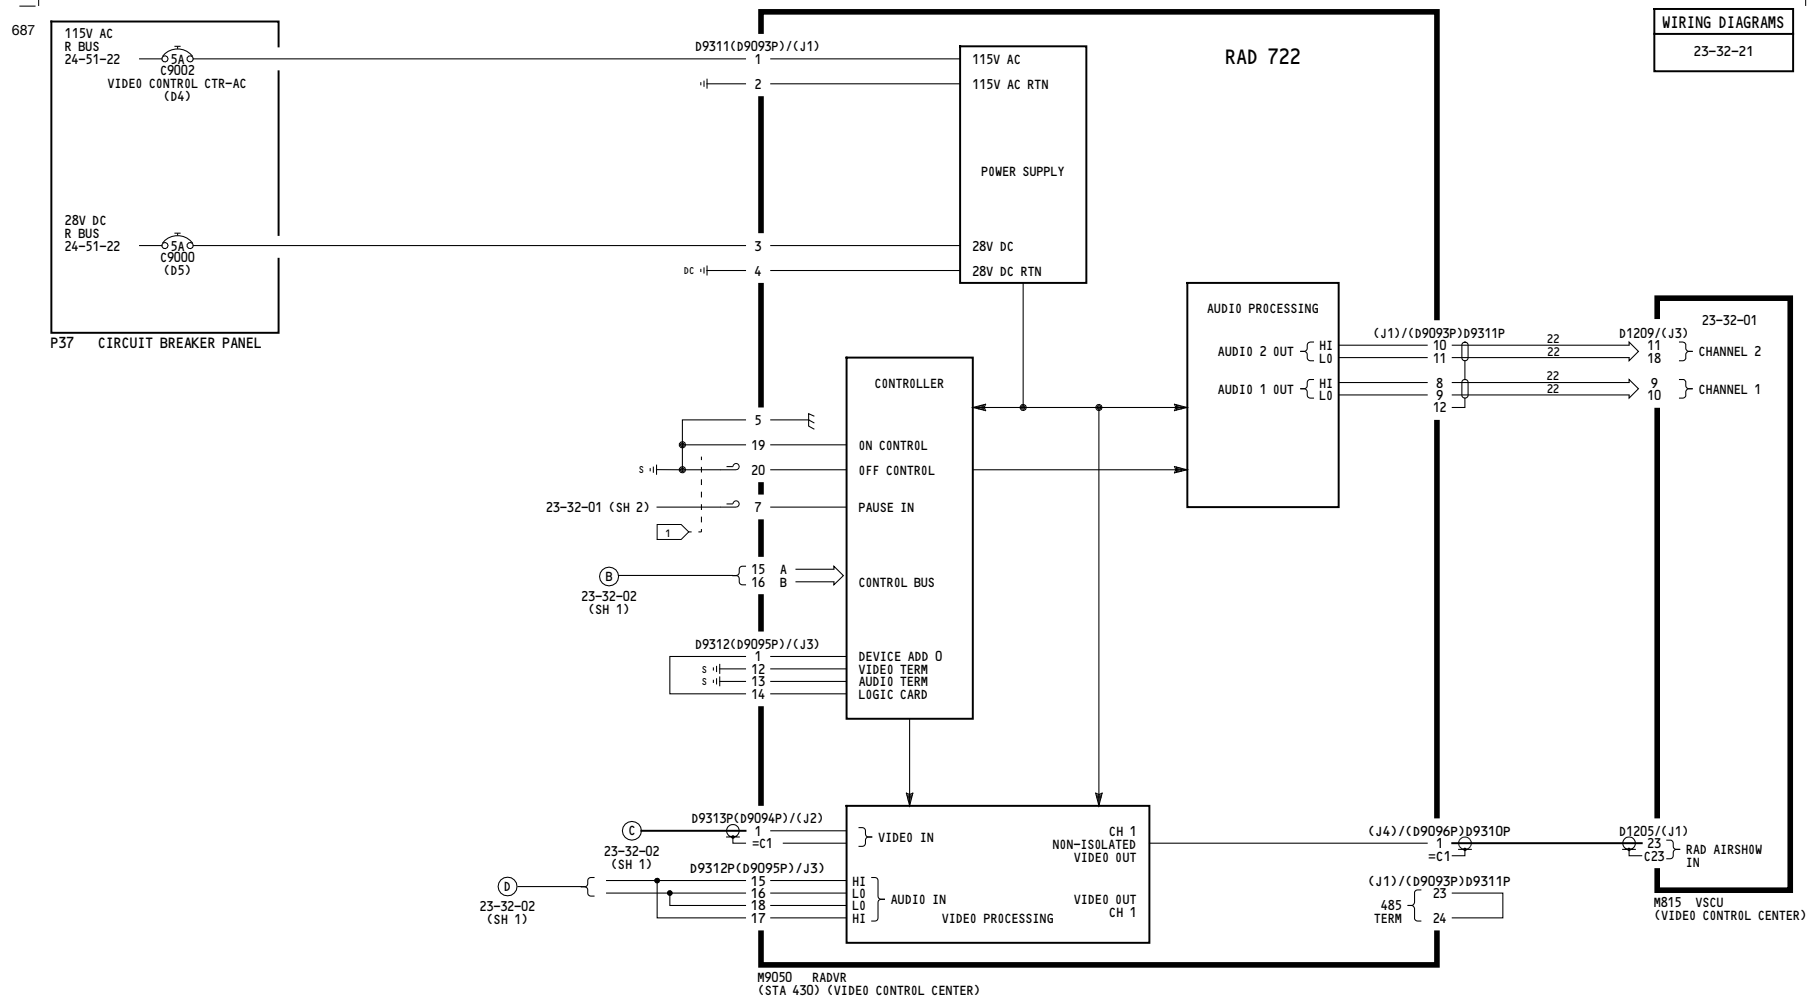 687
115V AC
R BUS
24-51-22
5A
C9002
VIDEO CONTROL CTR-AC
(D4)
28V DC
R BUS
24-51-22
5A
C9000
(D5)
P37 CIRCUIT BREAKER PANEL
WIRING DIAGRAMS
23-32-21
RAD 722
D9311(D9093P)/(J1)
1
2
3
4
115V AC
115V AC RTN
POWER SUPPLY
28V DC
28V DC RTN
DC
AUDIO PROCESSING
AUDIO 2 OUT
HI
LO
AUDIO 1 OUT
HI
LO
(J1)/(D9093P)D9311P
10
11
8
9
12
22
22
22
22
D1209/(J3)
11
18
9
10
23-32-01
CHANNEL 2
CHANNEL 1
CONTROLLER
5
19
20
7
ON CONTROL
OFF CONTROL
PAUSE IN
S
23-32-01 (SH 2)
1
B
23-32-02
(SH 1)
15 A
16 B
CONTROL BUS
D9312(D9095P)/(J3)
1
S 12
S 13
14
DEVICE ADD 0
VIDEO TERM
AUDIO TERM
LOGIC CARD
C
23-32-02
(SH 1)
D9313P(D9094P)/(J2)
1
=C1
VIDEO IN
D
23-32-02
(SH 1)
D9312P(D9095P)/J3)
15
16
18
17
HI
LO
LO
HI
AUDIO IN
VIDEO PROCESSING
CH 1
NON-ISOLATED
VIDEO OUT
VIDEO OUT
CH 1
(J4)/(D9096P)D9310P
1
=C1
(J1)/(D9093P)D9311P
485
TERM
23
24
D1205/(J1)
23
C23
RAD AIRSHOW
IN
M815 VSCU
(VIDEO CONTROL CENTER)
M9050 RADVR
(STA 430) (VIDEO CONTROL CENTER)